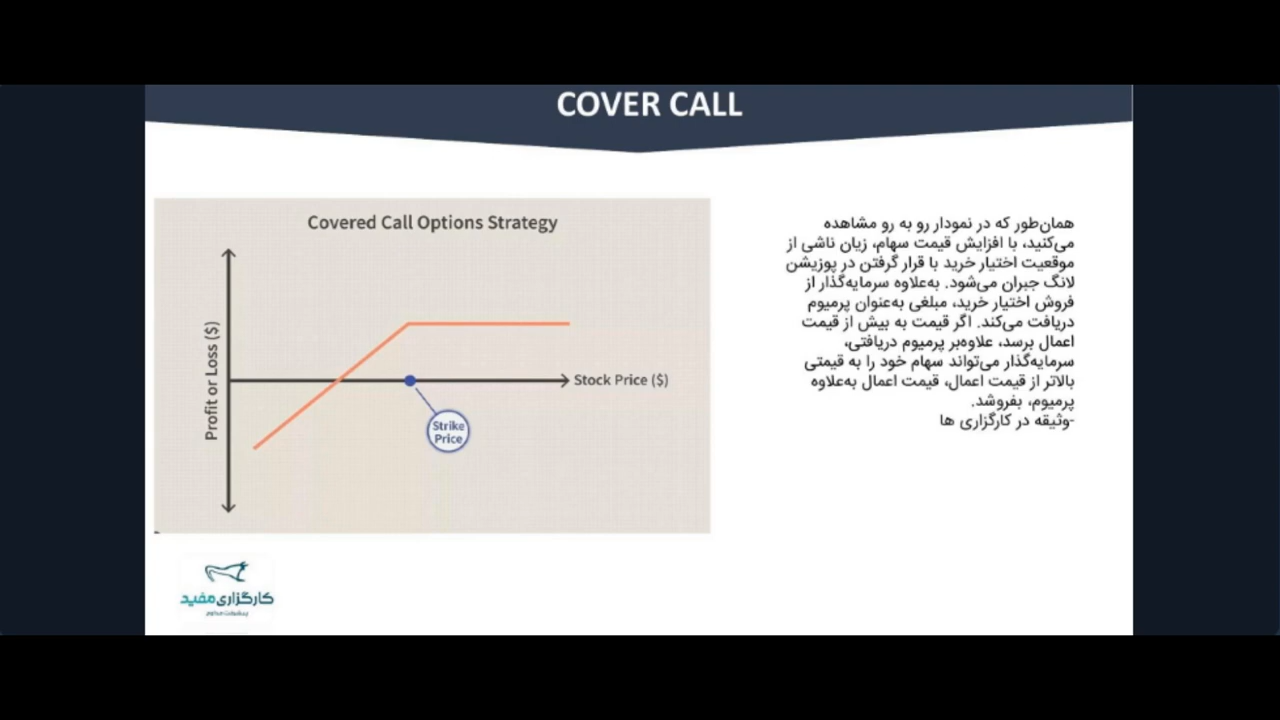 COVER CALL
Covered Call Options Strategy
Profit or Loss ($)
Stock Price ($)
Strike
Price
همان‌طور که در نمودار رو به رو مشاهده
می‌کنید، با افزایش قیمت سهام، زیان ناشی از
موقعیت اختیار خرید با قرار گرفتن در پوزیشن
لانگ جبران می‌شود. به‌علاوه سرمایه‌گذار از
فروش اختیار خرید، مبلغی به‌عنوان پرمیوم
دریافت می‌کند. اگر قیمت به بیش از قیمت
اعمال برسد، علاوه‌بر پرمیوم دریافتی،
سرمایه‌گذار می‌تواند سهام خود را به قیمتی
بالاتر از قیمت اعمال، قیمت اعمال به‌علاوه
پرمیوم، بفروشد.
-وثیقه در کارگزاری ها
کارگزاری مفید